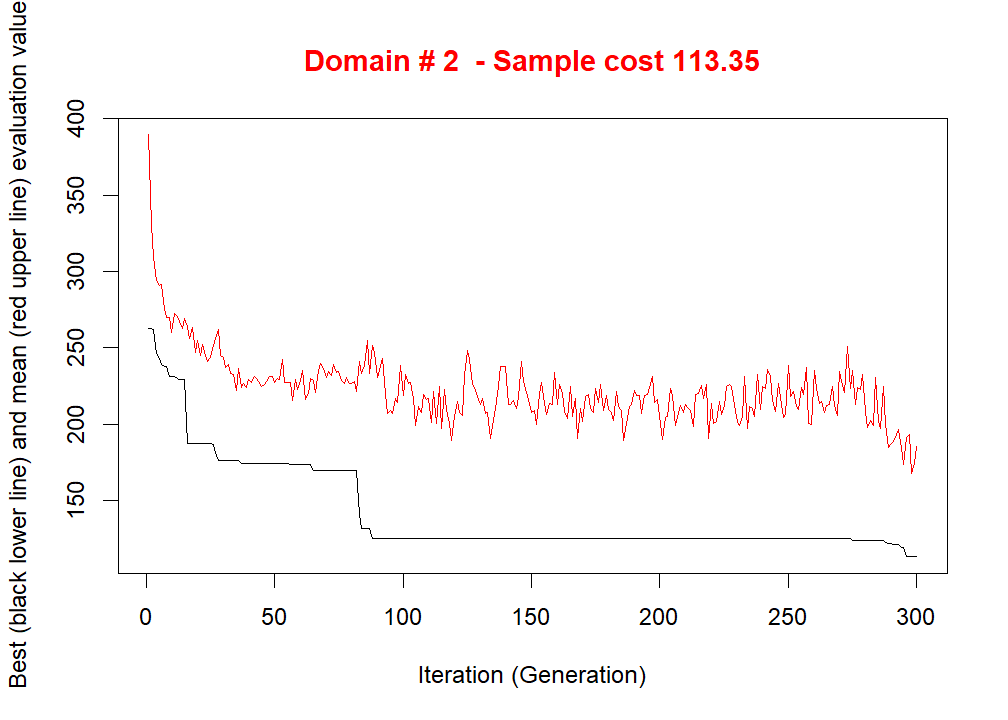 Domain # 2  - Sample cost 113.35
Best (black lower line) and mean (red upper line) evaluation value
400
350
300
250
200
150
0 50 100 150 200 250 300
Iteration (Generation)